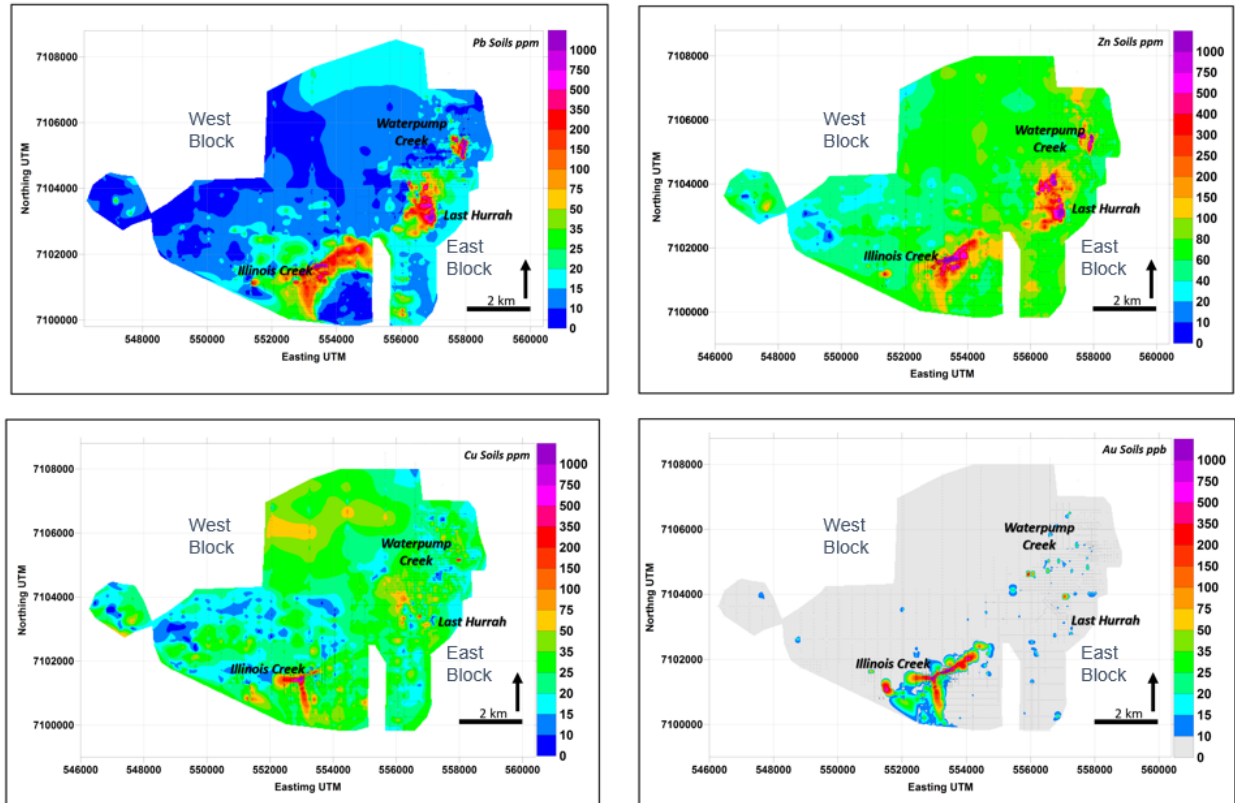 Pb Soils ppm
7108000
7106000
7104000
7102000
7100000
Northing UTM
West
Block
Waterpump
Creek
Last Hurrah
Illinois Creek
East
Block
2 km
548000 550000 552000 554000 556000 558000 560000
Easting UTM
1000
750
500
350
200
150
100
75
50
35
25
20
15
10
0
Zn Soils ppm
7108000
7106000
7104000
7102000
7100000
Northing UTM
West
Block
Waterpump
Creek
Last Hurrah
Illinois Creek
East
Block
2 km
546000 548000 550000 552000 554000 556000 558000 560000
Easting UTM
1000
750
500
400
300
250
200
150
100
80
60
40
20
10
0
Cu Soils ppm
7108000
7106000
7104000
7102000
7100000
Northing UTM
West
Block
Waterpump
Creek
Last Hurrah
Illinois Creek
East
Block
2 km
546000 548000 550000 552000 554000 556000 558000 560000
Eastimg UTM
1000
750
500
350
200
150
100
75
50
35
25
20
15
10
0
Au Soils ppb
7108000
7106000
7104000
7102000
7100000
Northing UTM
West
Block
Waterpump
Creek
Last Hurrah
Illinois Creek
East
Block
2 km
546000 548000 550000 552000 554000 556000 558000 560000
Easting UTM
1000
750
500
350
200
100
75
50
35
25
20
15
10
0